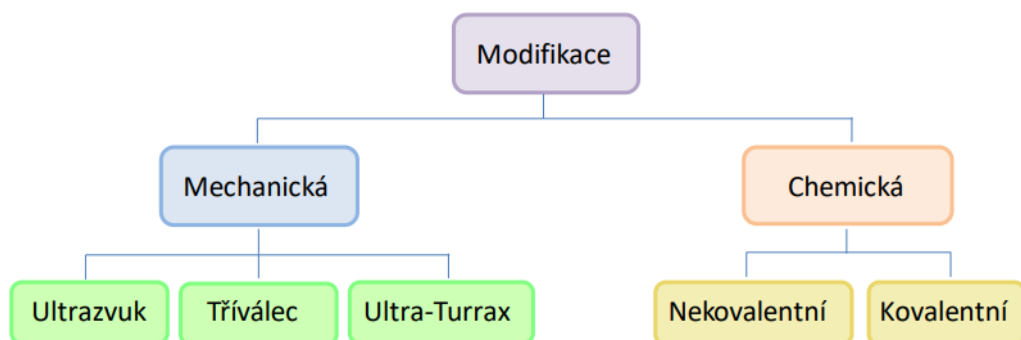 Modifikace
Mechanická
Chemická
Ultrazvuk
Tříválec
Ultra-Turrax
Nekovalentní
Kovalentní